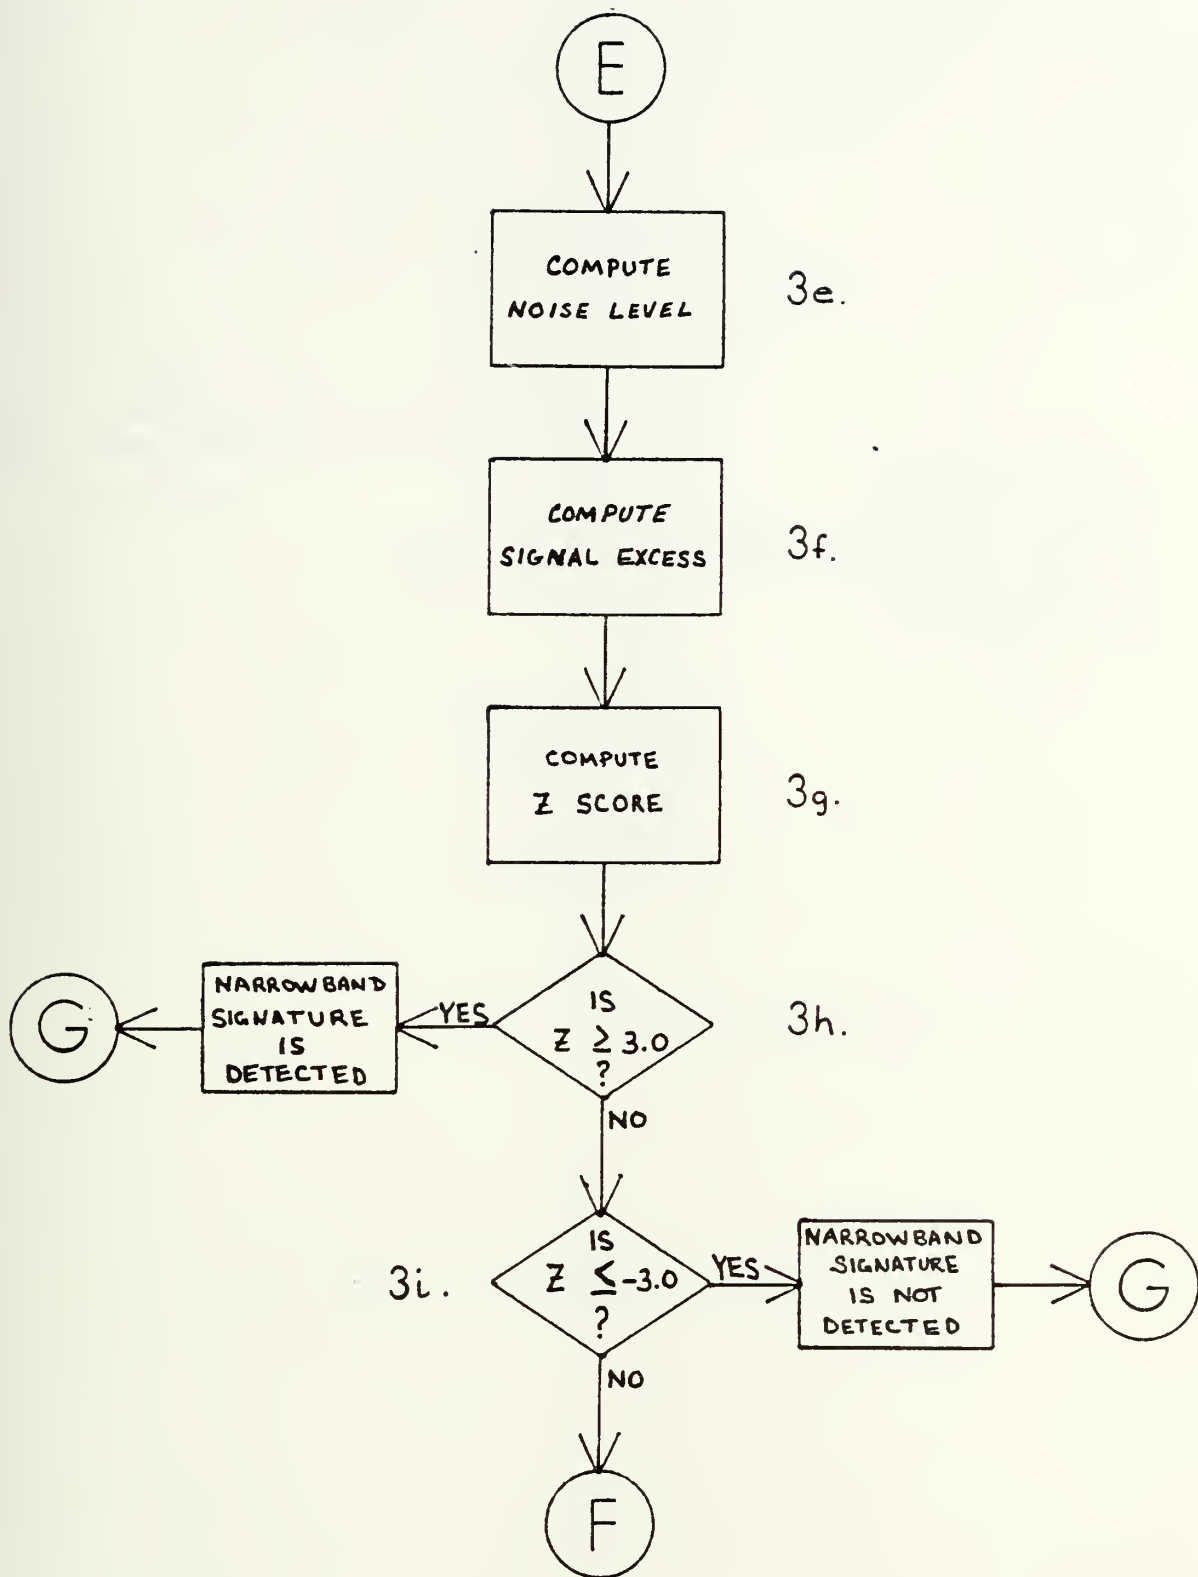 E
COMPUTE
NOISE LEVEL
3e.
COMPUTE
SIGNAL EXCESS
3f.
COMPUTE
Z SCORE
3g.
G
NARROWBAND
SIGNATURE
IS
DETECTED
YES
IS
Z ≥ 3.0
?
3h.
NO
3i.
IS
Z ≤ -3.0
?
YES
NARROWBAND
SIGNATURE
IS NOT
DETECTED
G
NO
F